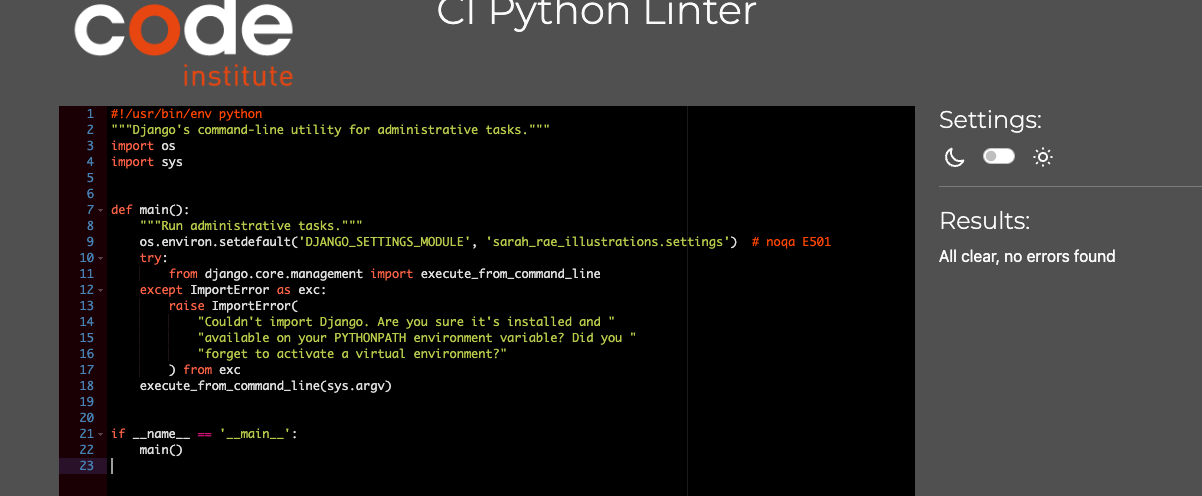 code
institute
CI Python Linter
1 #!/usr/bin/env python
2 """Django's command-line utility for administrative tasks."""
3 import os
4 import sys
5
6
7 def main():
8     """Run administrative tasks."""
9     os.environ.setdefault('DJANGO_SETTINGS_MODULE', 'sarah_rae_illustrations.settings')  # noqa E501
10     try:
11         from django.core.management import execute_from_command_line
12     except ImportError as exc:
13         raise ImportError(
14             "Couldn't import Django. Are you sure it's installed and "
15             "available on your PYTHONPATH environment variable? Did you "
16             "forget to activate a virtual environment?"
17         ) from exc
18     execute_from_command_line(sys.argv)
19
20
21 if __name__ == '__main__':
22     main()
23
Settings:
Results:
All clear, no errors found